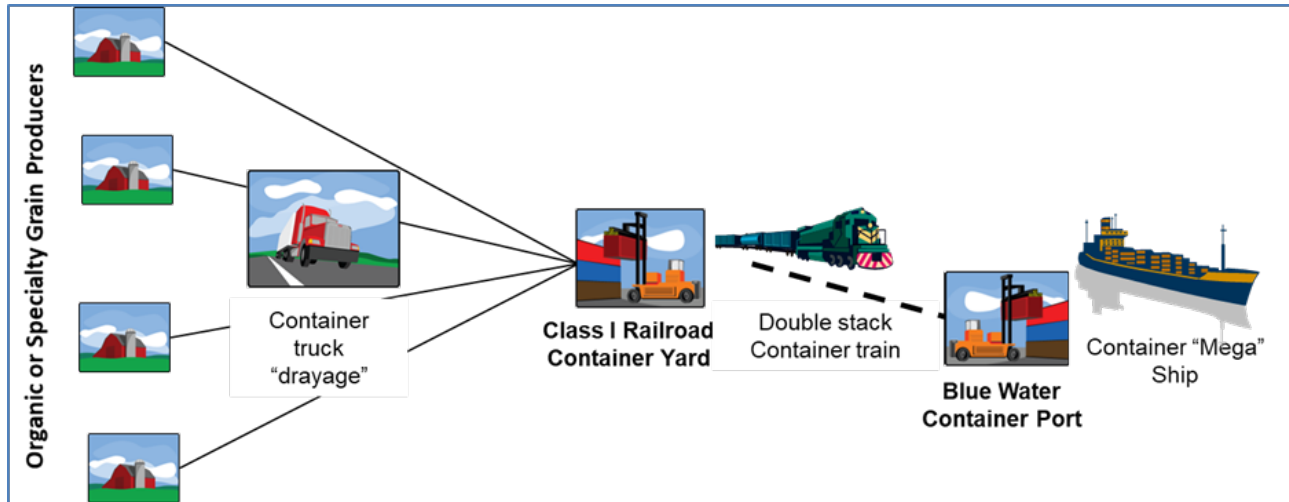 Organic or Specialty Grain Producers
Container
truck
“drayage”
Class I Railroad
Container Yard
Double stack
Container train
Blue Water
Container Port
Container “Mega”
Ship